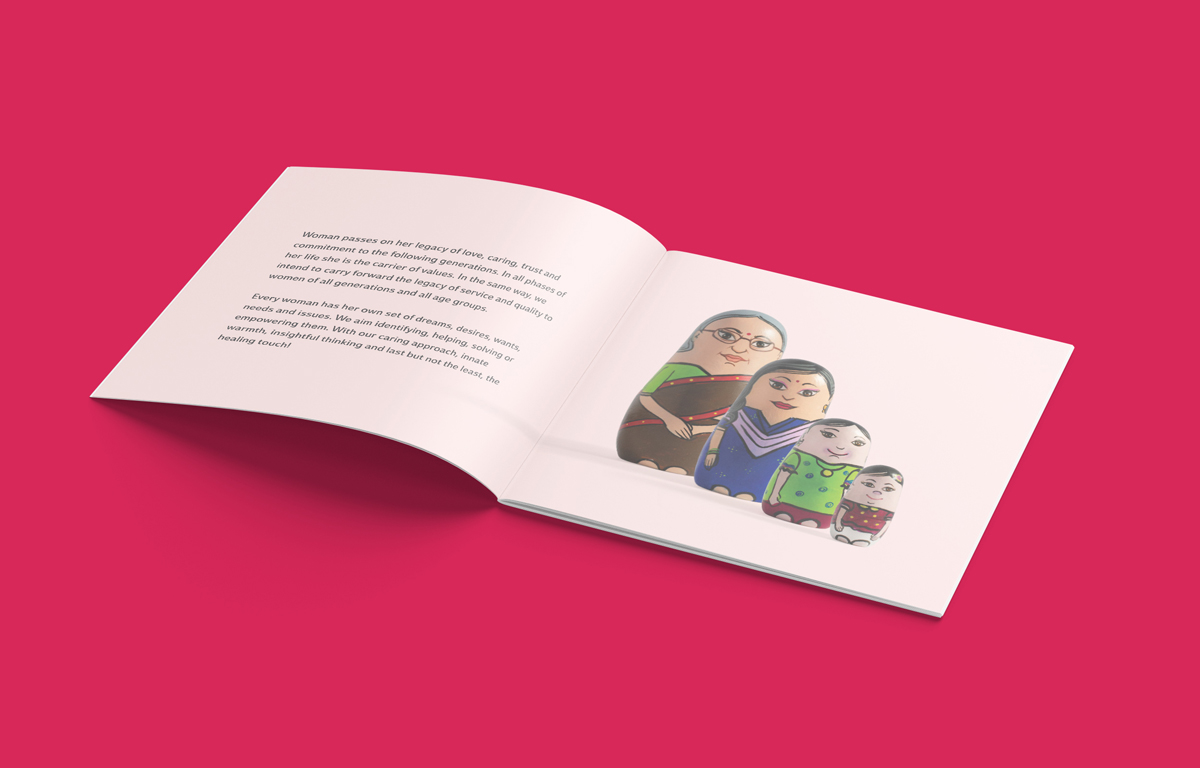 Woman passes on her legacy of love, caring, trust and
commitment to the following generations. In all phases of
her life she is the carrier of values. In the same way, we
intend to carry forward the legacy of service and quality to
women of all generations and all age groups.
Every woman has her own set of dreams, desires, wants,
needs and issues. We aim identifying, helping, solving or
empowering them. With our caring approach, innate
warmth, insightful thinking and last but not the least, the
healing touch!